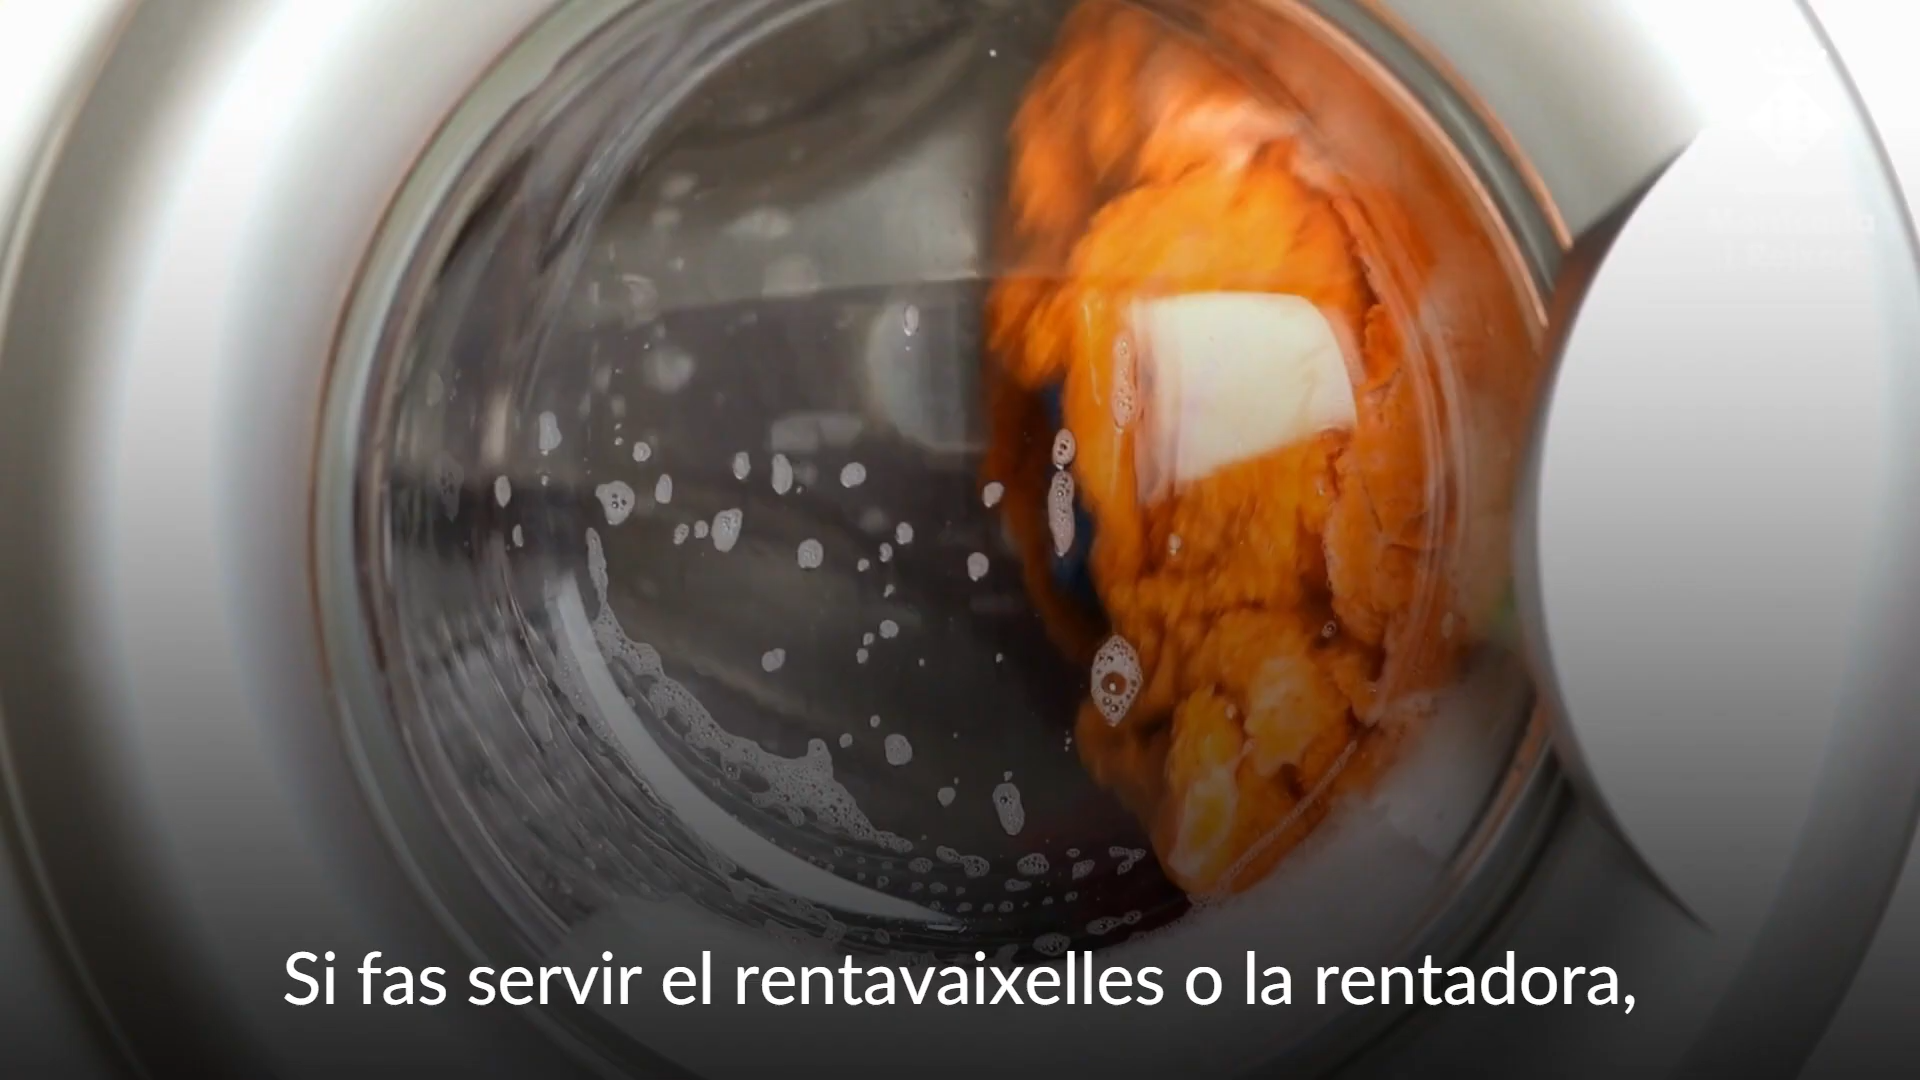 Si fas servir el rentavaixelles o la rentadora,